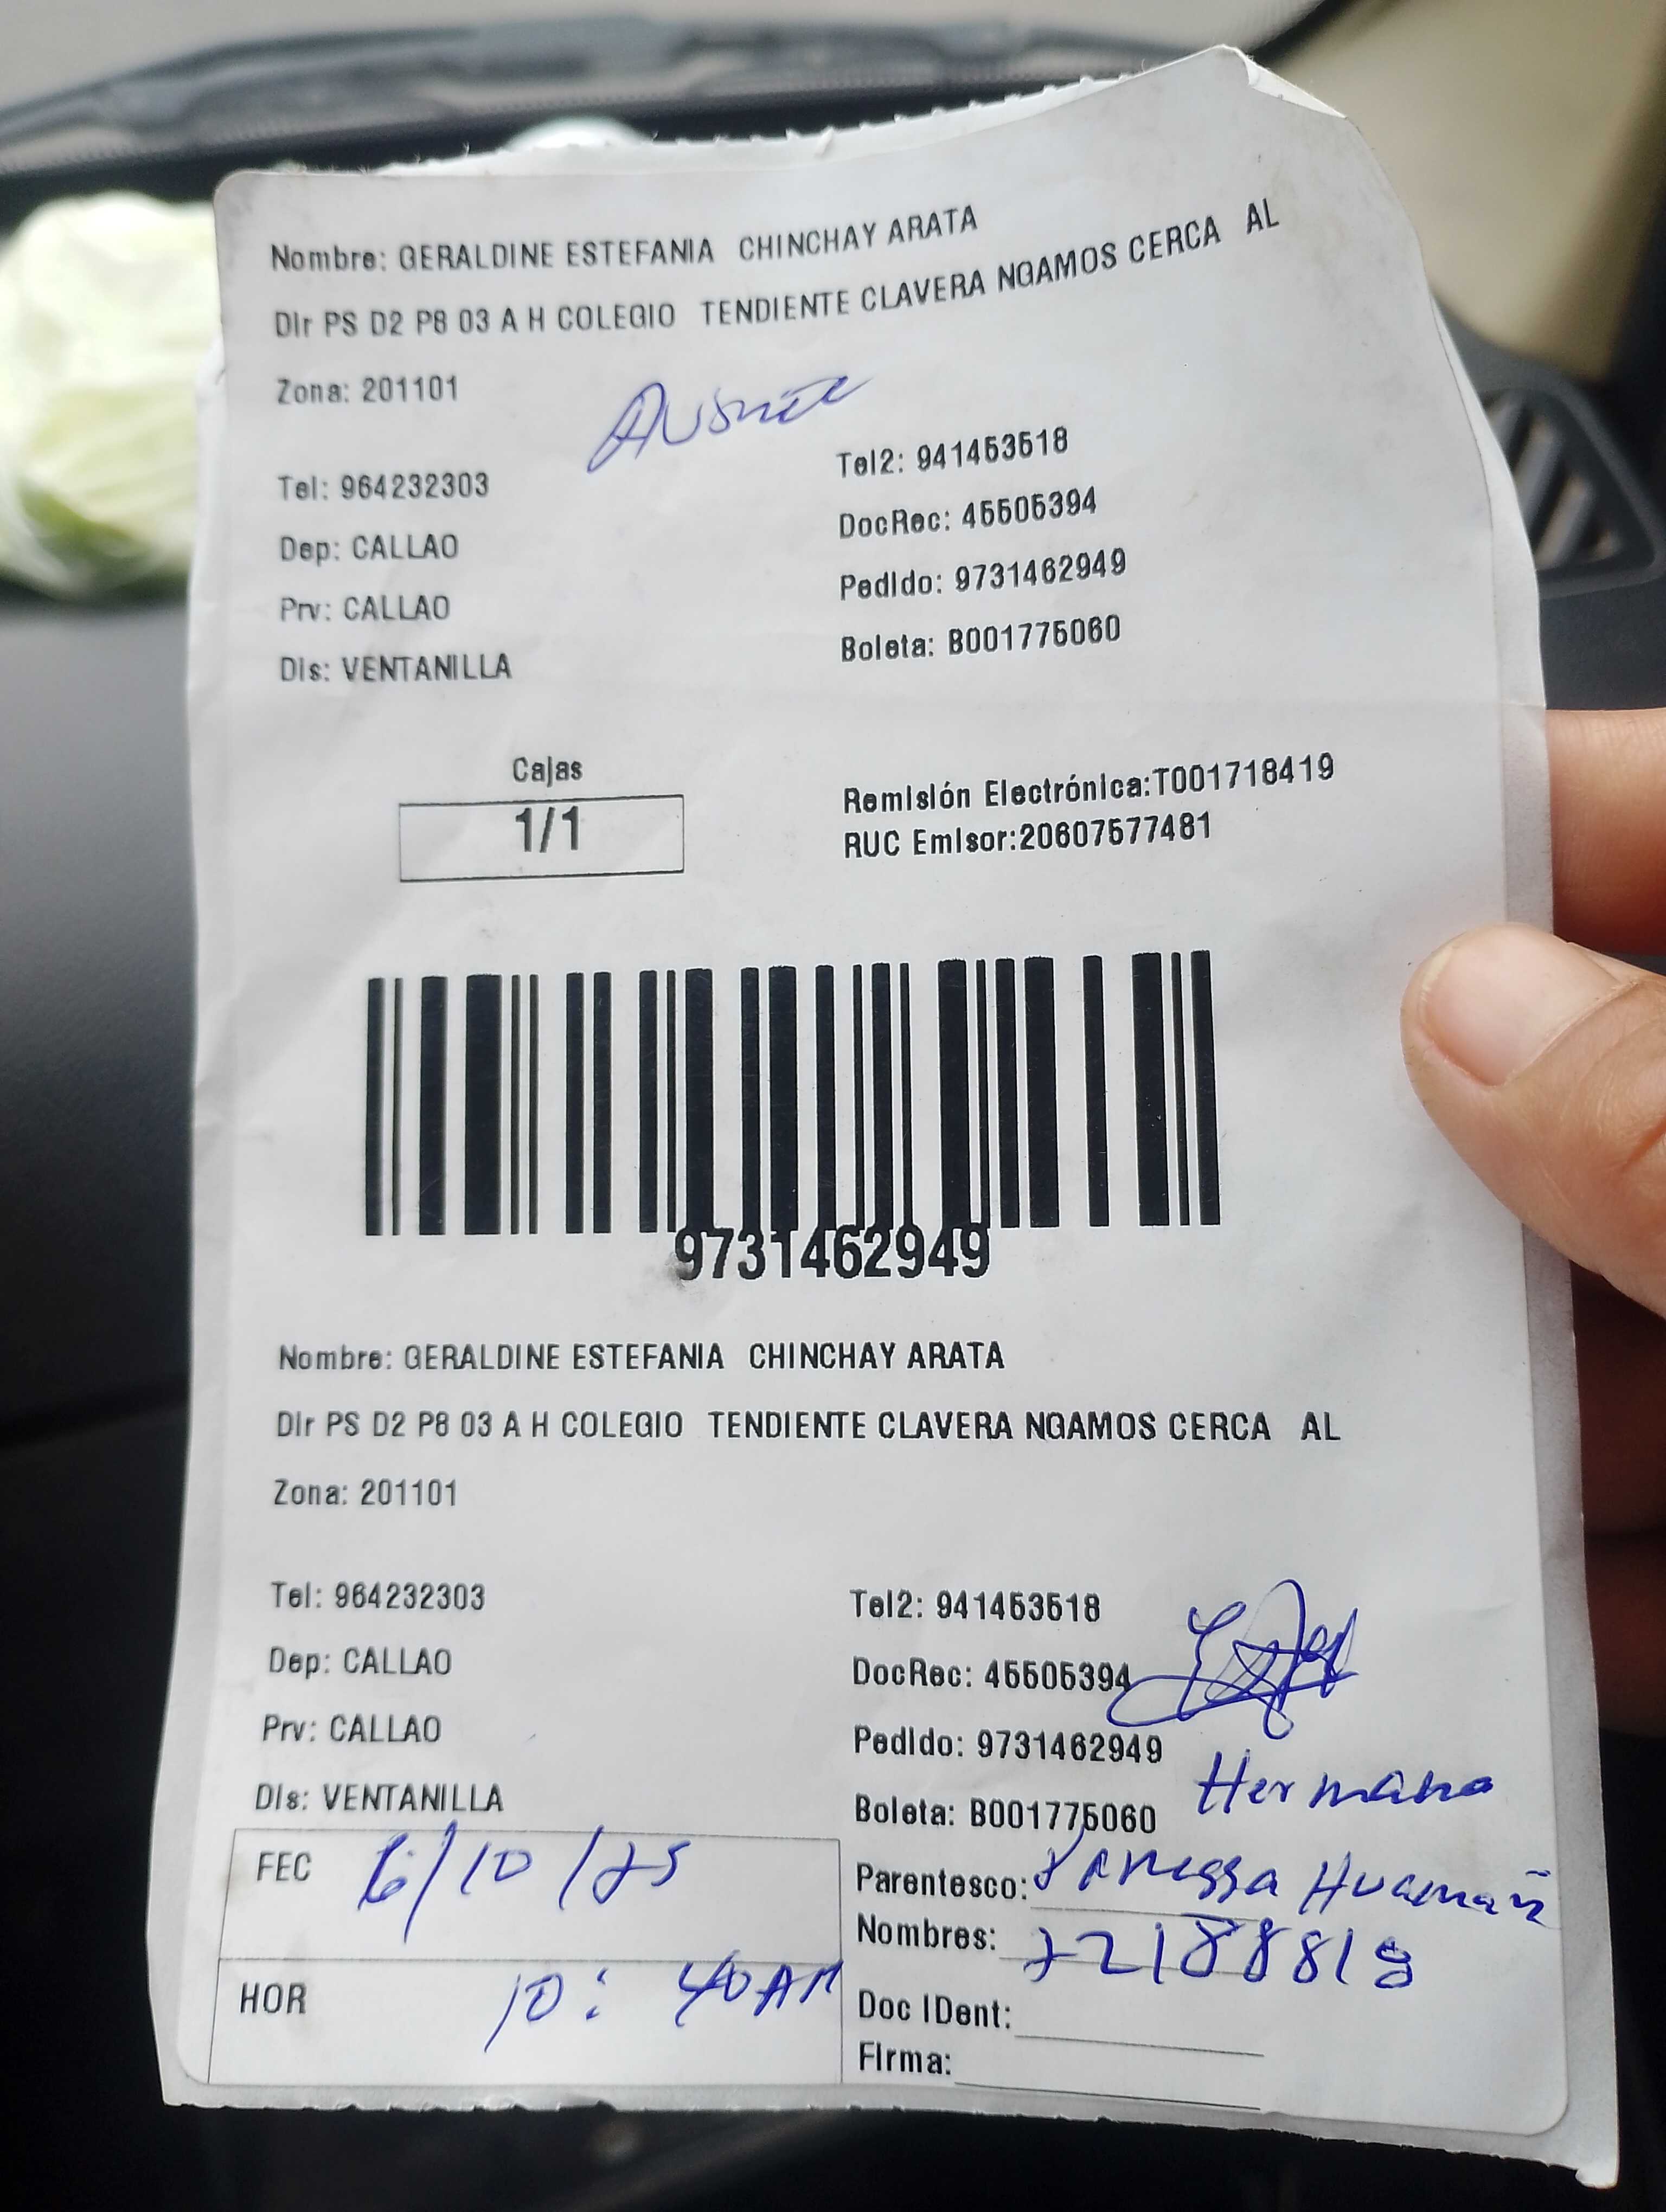 Nombre: GERALDINE ESTEFANIA CHINCHAY ARATA
Dir PS D2 P8 03 A H COLEGIO TENDIENTE CLAVERA NGAMOS CERCA AL
Zona: 201101
Tel: 964232303
Tel2: 941453518
Dep: CALLAO
DocRec: 45505394
Prv: CALLAO
Pedido: 9731462949
Dis: VENTANILLA
Boleta: B001775060
Cajas
1/1
Remisión Electrónica:T001718419
RUC Emisor:20607577481
9731462949
Nombre: GERALDINE ESTEFANIA CHINCHAY ARATA
Dir PS D2 P8 03 A H COLEGIO TENDIENTE CLAVERA NGAMOS CERCA AL
Zona: 201101
Tel: 964232303
Tel2: 941453518
Dep: CALLAO
DocRec: 45505394
Prv: CALLAO
Pedido: 9731462949
Hermana
Dis: VENTANILLA
Boleta: B001775060
FEC 6/10/25
Parentesco: Vanessa Huamañ
Nombres: 72188819
HOR 10: 40AM
Doc IDent:
Firma: